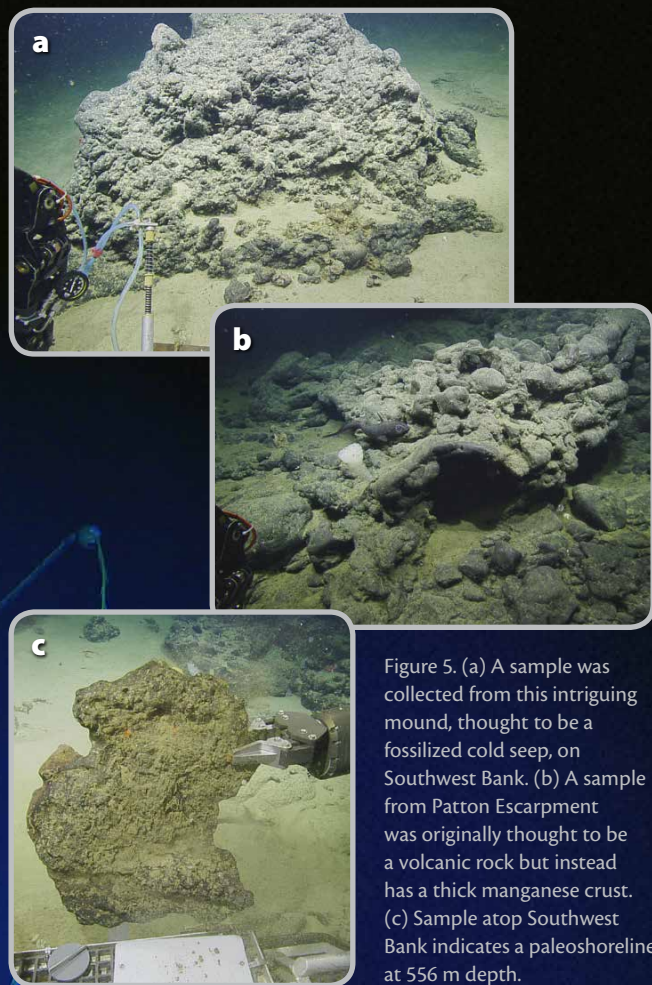 a
b
c
Figure 5. (a) A sample was
collected from this intriguing
mound, thought to be a
fossilized cold seep, on
Southwest Bank. (b) A sample
from Patton Escarpment
was originally thought to be
a volcanic rock but instead
has a thick manganese crust.
(c) Sample atop Southwest
Bank indicates a paleoshoreline
at 556 m depth.